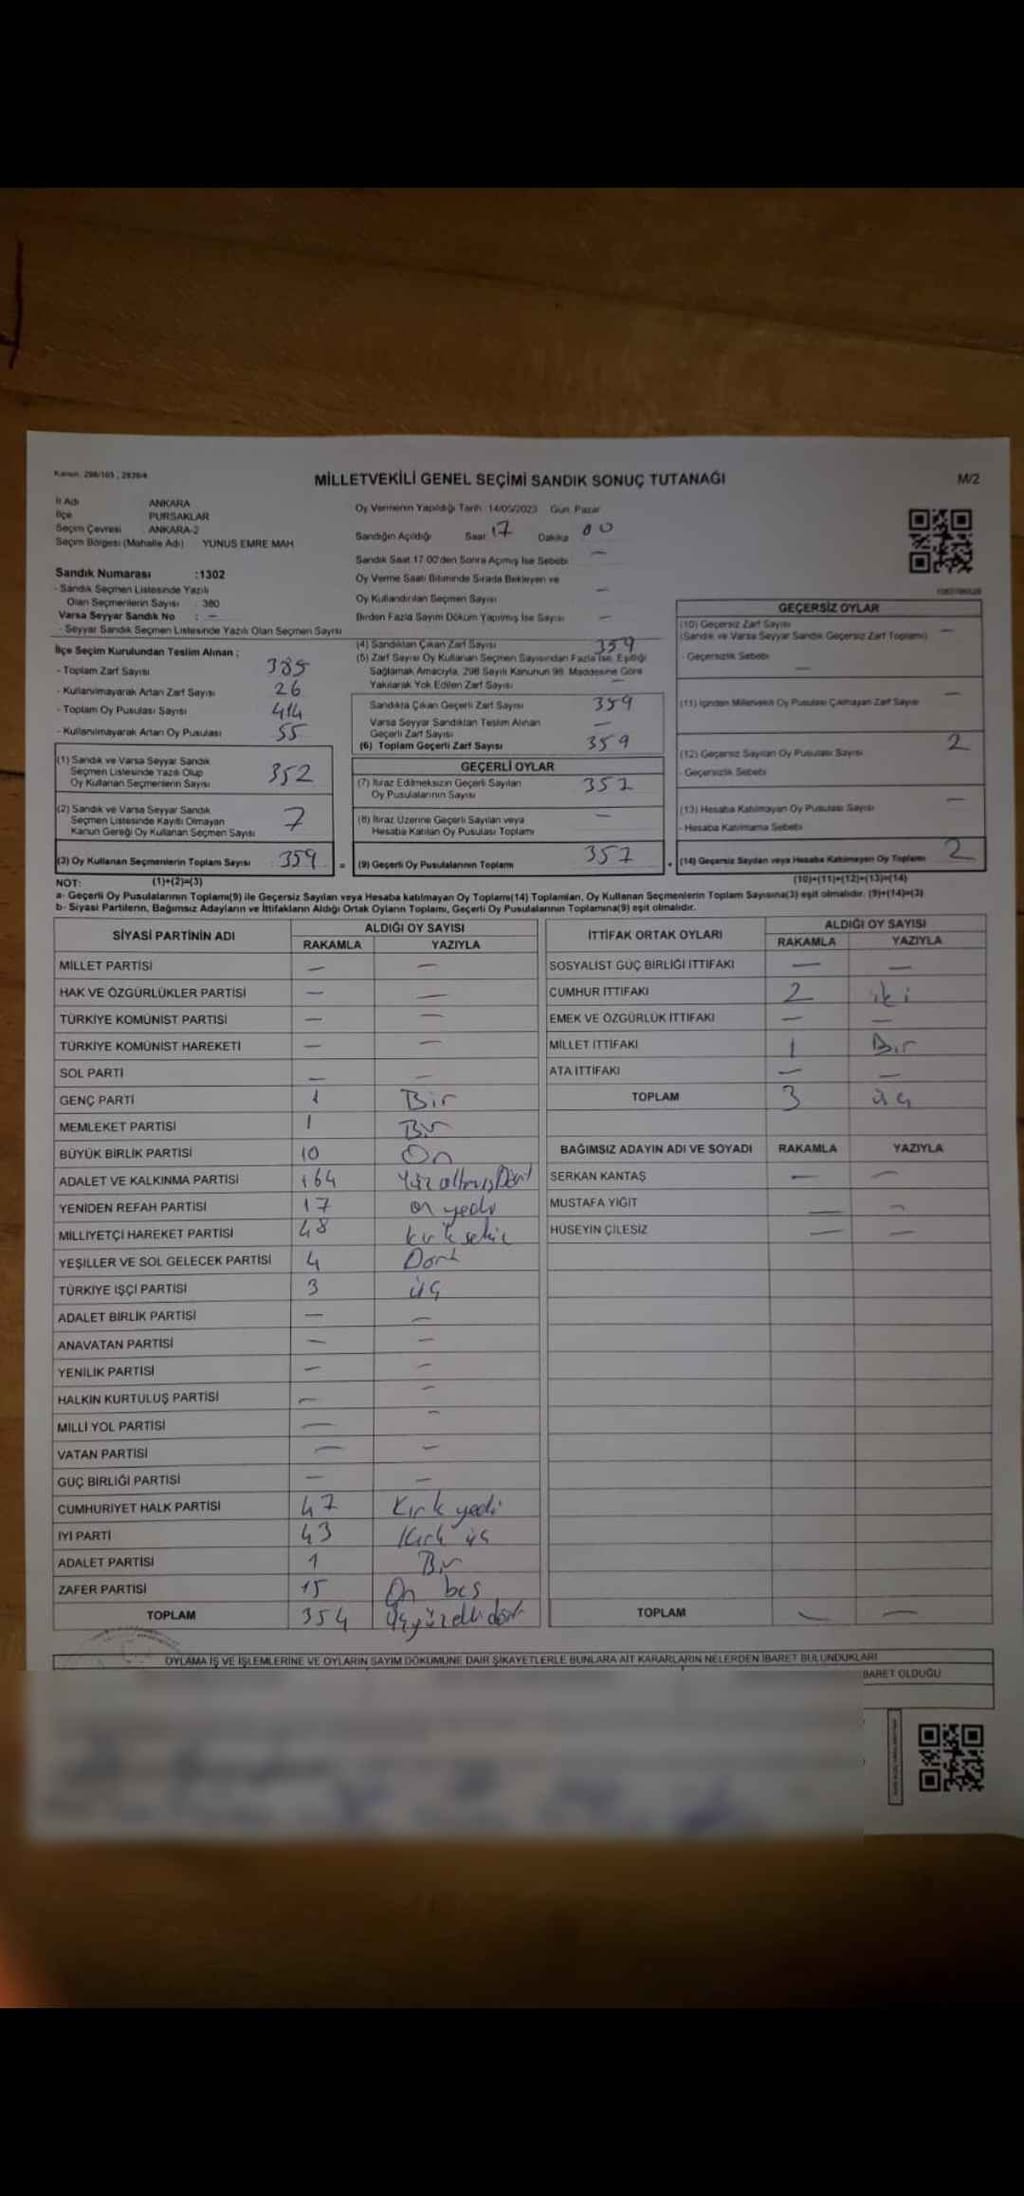 Kanun: 298/105 ; 2839/4
MİLLETVEKİLİ GENEL SEÇİMİ SANDIK SONUÇ TUTANAĞI
M/2
İl Adı ANKARA
İlçe PURSAKLAR
Seçim Çevresi ANKARA-2
Seçim Bölgesi (Mahalle Adı) YUNUS EMRE MAH
Sandık Numarası :1302
- Sandık Seçmen Listesinde Yazılı
Olan Seçmenlerin Sayısı : 380
Varsa Seyyar Sandık No : —
- Seyyar Sandık Seçmen Listesinde Yazılı Olan Seçmen Sayısı
Oy Vermenin Yapıldığı Tarih :14/05/2023 Gün: Pazar
Sandığın Açıldığı Saat 17 Dakika 00
Sandık Saat 17:00'den Sonra Açılmış İse Sebebi —
Oy Verme Saati Bitiminde Sırada Bekleyen ve
Oy Kullandırılan Seçmen Sayısı —
Birden Fazla Sayım Döküm Yapılmış İse Sayısı —
İlçe Seçim Kurulundan Teslim Alınan ;
- Toplam Zarf Sayısı 385
- Kullanılmayarak Artan Zarf Sayısı 26
- Toplam Oy Pusulası Sayısı 414
- Kullanılmayarak Artan Oy Pusulası 55
(1) Sandık ve Varsa Seyyar Sandık
Seçmen Listesinde Yazılı Olup
Oy Kullanan Seçmenlerin Sayısı 352
(2) Sandık ve Varsa Seyyar Sandık
Seçmen Listesinde Kayıtlı Olmayan
Kanun Gereği Oy Kullanan Seçmen Sayısı 7
(3) Oy Kullanan Seçmenlerin Toplam Sayısı 359
(4) Sandıktan Çıkan Zarf Sayısı 359
(5) Zarf Sayısı Oy Kullanan Seçmen Sayısından Fazla İse, Eşitliği
Sağlamak Amacıyla, 298 Sayılı Kanunun 98. Maddesine Göre
Yakılarak Yok Edilen Zarf Sayısı —
Sandıkta Çıkan Geçerli Zarf Sayısı 359
Varsa Seyyar Sandıktan Teslim Alınan
Geçerli Zarf Sayısı —
(6) Toplam Geçerli Zarf Sayısı 359
GEÇERLİ OYLAR
(7) İtiraz Edilmeksizin Geçerli Sayılan
Oy Pusulalarının Sayısı 357
(8) İtiraz Üzerine Geçerli Sayılan veya
Hesaba Katılan Oy Pusulası Toplamı —
= (9) Geçerli Oy Pusulalarının Toplamı 357
GEÇERSİZ OYLAR
(10) Geçersiz Zarf Sayısı —
(Sandık ve Varsa Seyyar Sandık Geçersiz Zarf Toplamı)
- Geçersizlik Sebebi —
(11) İçinden Milletvekili Oy Pusulası Çıkmayan Zarf Sayısı —
(12) Geçersiz Sayılan Oy Pusulası Sayısı 2
- Geçersizlik Sebebi
(13) Hesaba Katılmayan Oy Pusulası Sayısı —
- Hesaba Katılmama Sebebi
+ (14) Geçersiz Sayılan veya Hesaba Katılmayan Oy Toplamı 2
NOT: (1)+(2)=(3) (10)+(11)+(12)+(13)=(14)
a- Geçerli Oy Pusulalarının Toplamı(9) ile Geçersiz Sayılan veya Hesaba katılmayan Oy Toplamı(14) Toplamları, Oy Kullanan Seçmenlerin Toplam Sayısına(3) eşit olmalıdır. (9)+(14)=(3)
b- Siyasi Partilerin, Bağımsız Adayların ve İttifakların Aldığı Ortak Oyların Toplamı, Geçerli Oy Pusulalarının Toplamına(9) eşit olmalıdır.
SİYASİ PARTİNİN ADI ALDIĞI OY SAYISI
RAKAMLA YAZIYLA
MİLLET PARTİSİ — —
HAK VE ÖZGÜRLÜKLER PARTİSİ — —
TÜRKİYE KOMÜNİST PARTİSİ — —
TÜRKİYE KOMÜNİST HAREKETİ — —
SOL PARTİ — —
GENÇ PARTİ 1 Bir
MEMLEKET PARTİSİ 1 Bir
BÜYÜK BİRLİK PARTİSİ 10 On
ADALET VE KALKINMA PARTİSİ 164 Yüz altmış Dört
YENİDEN REFAH PARTİSİ 17 on yedi
MİLLİYETÇİ HAREKET PARTİSİ 48 kırk sekiz
YEŞİLLER VE SOL GELECEK PARTİSİ 4 Dört
TÜRKİYE İŞÇİ PARTİSİ 3 üç
ADALET BİRLİK PARTİSİ — —
ANAVATAN PARTİSİ — —
YENİLİK PARTİSİ — —
HALKIN KURTULUŞ PARTİSİ — —
MİLLİ YOL PARTİSİ — —
VATAN PARTİSİ — —
GÜÇ BİRLİĞİ PARTİSİ — —
CUMHURİYET HALK PARTİSİ 47 Kırk yedi
İYİ PARTİ 43 Kırk üç
ADALET PARTİSİ 1 Bir
ZAFER PARTİSİ 15 On beş
TOPLAM 354 Üçyüzellidört
İTTİFAK ORTAK OYLARI ALDIĞI OY SAYISI
RAKAMLA YAZIYLA
SOSYALİST GÜÇ BİRLİĞİ İTTİFAKI — —
CUMHUR İTTİFAKI 2 iki
EMEK VE ÖZGÜRLÜK İTTİFAKI — —
MİLLET İTTİFAKI 1 Bir
ATA İTTİFAKI — —
TOPLAM 3 üç
BAĞIMSIZ ADAYIN ADI VE SOYADI RAKAMLA YAZIYLA
SERKAN KANTAŞ — —
MUSTAFA YİĞİT — —
HÜSEYİN ÇİLESİZ — —
TOPLAM — —
OYLAMA İŞ VE İŞLEMLERİNE VE OYLARIN SAYIM DÖKÜMÜNE DAİR ŞİKAYETLERLE BUNLARA AİT KARARLARIN NELERDEN İBARET BULUNDUKLARI
BARET OLDUĞU